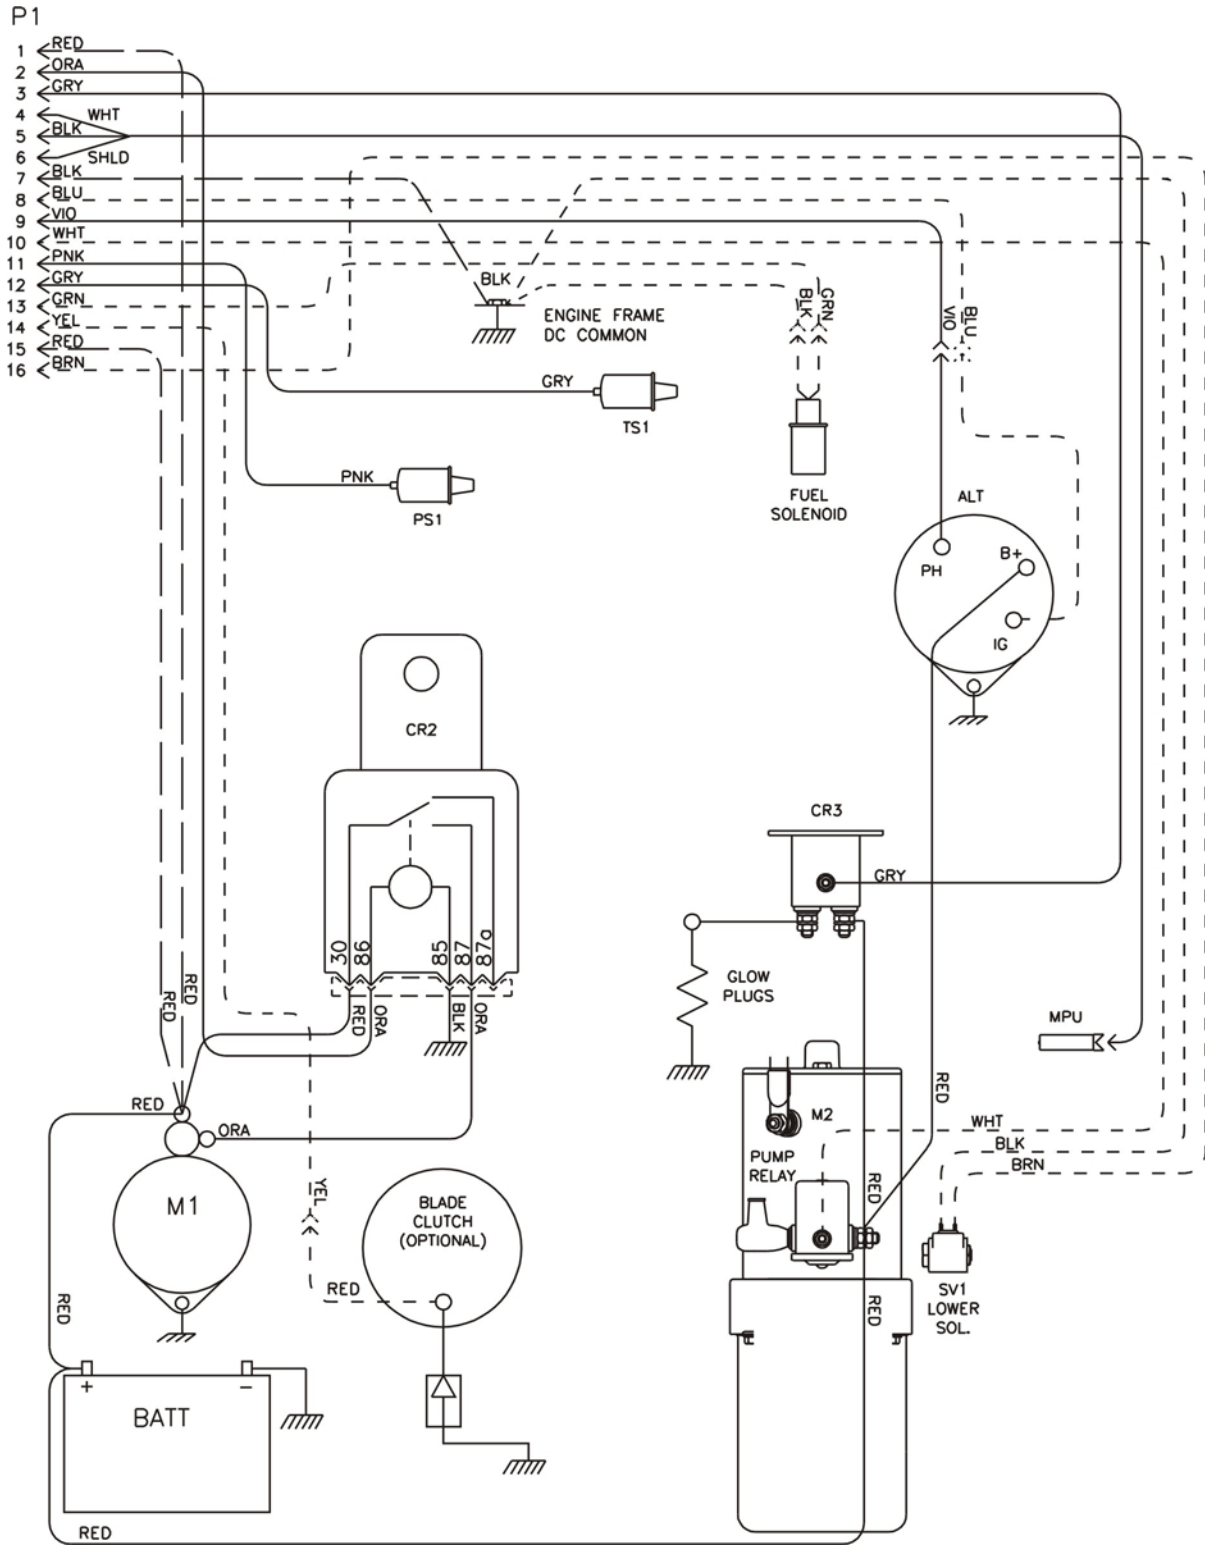 P1
1 RED
2 ORA
3 GRY
4 WHT
5 BLK
6 SHLD
7 BLK
8 BLU
9 VIO
10 WHT
11 PNK
12 GRY
13 GRN
14 YEL
15 RED
16 BRN
BLK
ENGINE FRAME
DC COMMON
BLK
GRN
VIO
BLU
GRY
TS1
PNK
PS1
FUEL
SOLENOID
ALT
PH
B+
IG
CR2
30
86
85
87
87a
RED
RED
RED
ORA
BLK
ORA
CR3
GRY
GLOW
PLUGS
MPU
RED
RED
ORA
M1
YEL
BLADE
CLUTCH
(OPTIONAL)
RED
M2
PUMP
RELAY
RED
RED
WHT
BLK
BRN
SV1
LOWER
SOL.
RED
+
-
BATT
RED